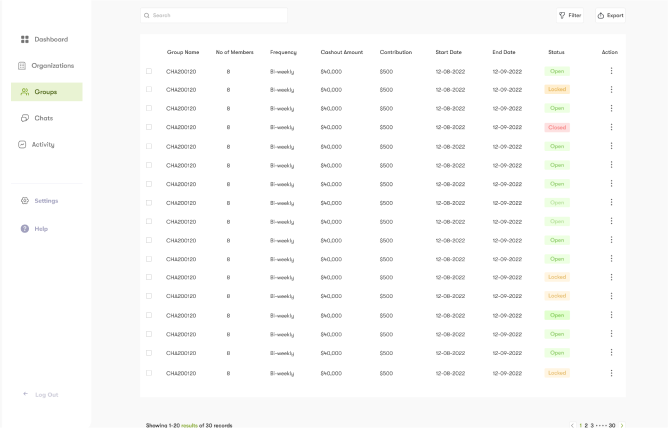 Search
Filter
Export
Dashboard
Organizations
Groups
Chats
Activity
Settings
Help
Log Out
Group Name No of Members Frequency Cashout Amount Contribution Start Date End Date Status Action
CHA200120 8 Bi-weekly $40,000 $500 12-08-2022 12-09-2022 Open
CHA200120 8 Bi-weekly $40,000 $500 12-08-2022 12-09-2022 Locked
CHA200120 8 Bi-weekly $40,000 $500 12-08-2022 12-09-2022 Open
CHA200120 8 Bi-weekly $40,000 $500 12-08-2022 12-09-2022 Closed
CHA200120 8 Bi-weekly $40,000 $500 12-08-2022 12-09-2022 Open
CHA200120 8 Bi-weekly $40,000 $500 12-08-2022 12-09-2022 Open
CHA200120 8 Bi-weekly $40,000 $500 12-08-2022 12-09-2022 Open
CHA200120 8 Bi-weekly $40,000 $500 12-08-2022 12-09-2022 Open
CHA200120 8 Bi-weekly $40,000 $500 12-08-2022 12-09-2022 Open
CHA200120 8 Bi-weekly $40,000 $500 12-08-2022 12-09-2022 Open
CHA200120 8 Bi-weekly $40,000 $500 12-08-2022 12-09-2022 Open
CHA200120 8 Bi-weekly $40,000 $500 12-08-2022 12-09-2022 Locked
CHA200120 8 Bi-weekly $40,000 $500 12-08-2022 12-09-2022 Locked
CHA200120 8 Bi-weekly $40,000 $500 12-08-2022 12-09-2022 Open
CHA200120 8 Bi-weekly $40,000 $500 12-08-2022 12-09-2022 Open
CHA200120 8 Bi-weekly $40,000 $500 12-08-2022 12-09-2022 Open
CHA200120 8 Bi-weekly $40,000 $500 12-08-2022 12-09-2022 Locked
Showing 1-20 results of 30 records
< 1 2 3 ···· 30 >